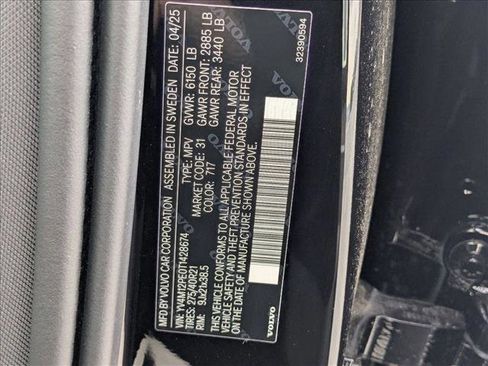 MFD BY VOLVO CAR CORPORATION ASSEMBLED IN SWEDEN DATE: 04/25
VIN: YV4M12RE0T1428674 TYPE: MPV GVWR: 6150 LB
TIRES: 275/40R21 MARKET CODE: 31 GAWR FRONT: 2885 LB
RIM: 9Jx21x38.5 COLOR: 717 GAWR REAR: 3440 LB
THIS VEHICLE CONFORMS TO ALL APPLICABLE FEDERAL MOTOR
VEHICLE SAFETY AND THEFT PREVENTION STANDARDS IN EFFECT
ON THE DATE OF MANUFACTURE SHOWN ABOVE.
VOLVO
32390594